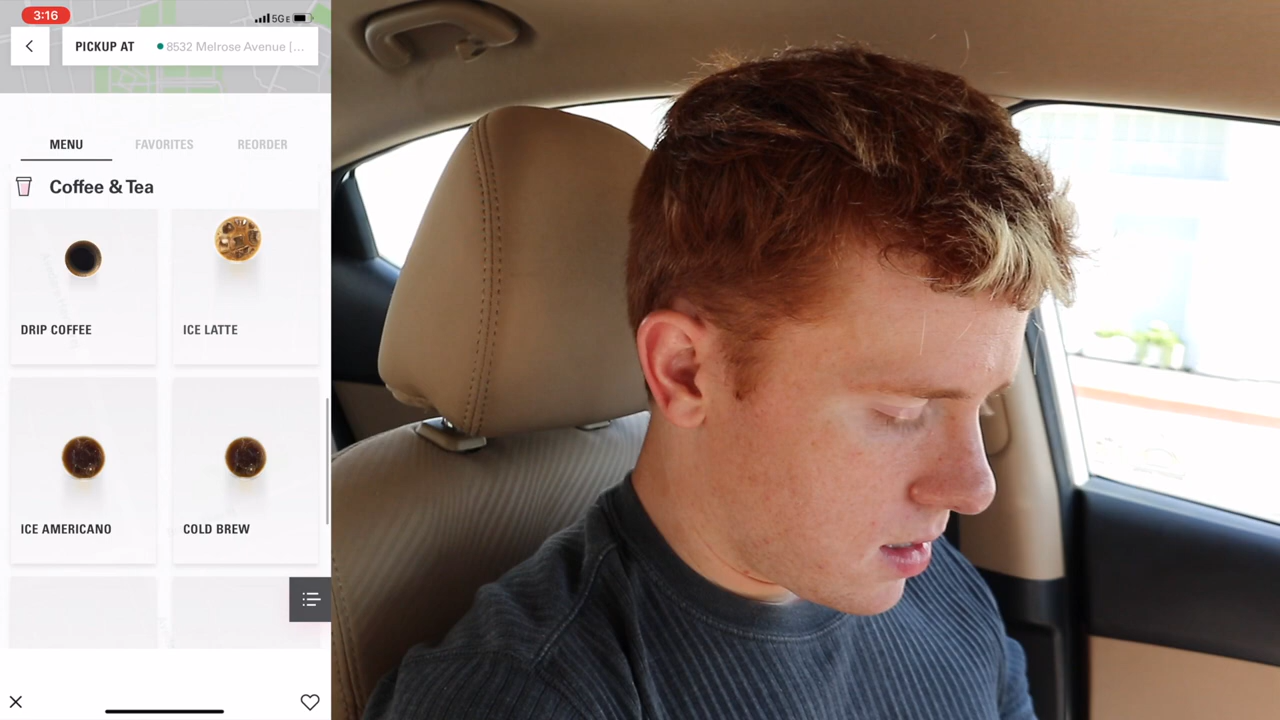 3:16
5G E
PICKUP AT 8532 Melrose Avenue [...
MENU FAVORITES REORDER
Coffee & Tea
DRIP COFFEE ICE LATTE
ICE AMERICANO COLD BREW